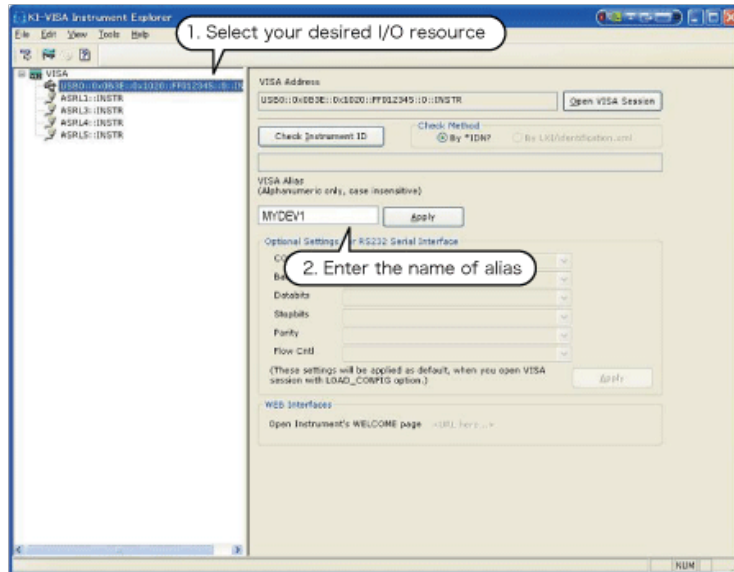 KI-VISA Instrument Explorer
File Edit View Tools Help
1. Select your desired I/O resource
VISA
USB0::0x0B3E::0x1020::FF012345::0::IN
ASRL1::INSTR
ASRL3::INSTR
ASRL4::INSTR
ASRL5::INSTR
VISA Address
USB0::0x0B3E::0x1020::FF012345::0::INSTR
Open VISA Session
Check Instrument ID
Check Method
By *IDN?
By LXI/identification.xml
VISA Alias
(Alphanumeric only, case insensitive)
MYDEV1
Apply
Optional Settings for RS232 Serial Interface
2. Enter the name of alias
Databits
Stopbits
Parity
Flow Cntl
(These settings will be applied as default, when you open VISA
session with LOAD_CONFIG option.)
Apply
WEB Interfaces
Open Instrument's WELCOME page
NUM